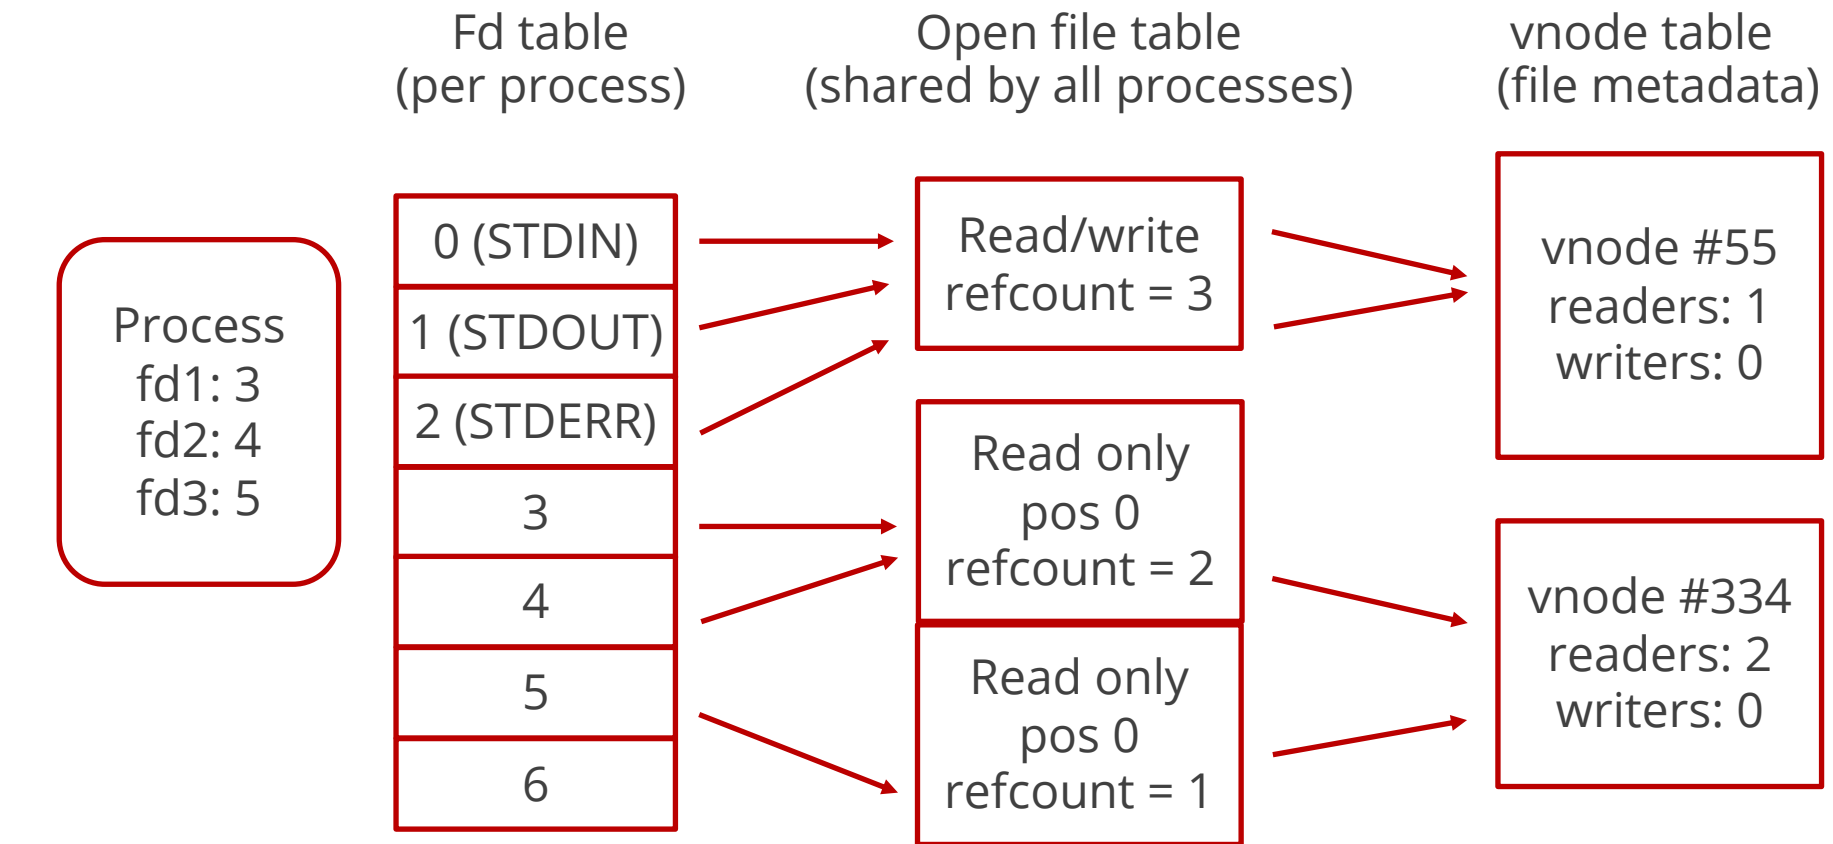 Fd table
(per process)
Open file table
(shared by all processes)
vnode table
(file metadata)
Process
fd1: 3
fd2: 4
fd3: 5
0 (STDIN)
1 (STDOUT)
2 (STDERR)
3
4
5
6
Read/write
refcount = 3
Read only
pos 0
refcount = 2
Read only
pos 0
refcount = 1
vnode #55
readers: 1
writers: 0
vnode #334
readers: 2
writers: 0